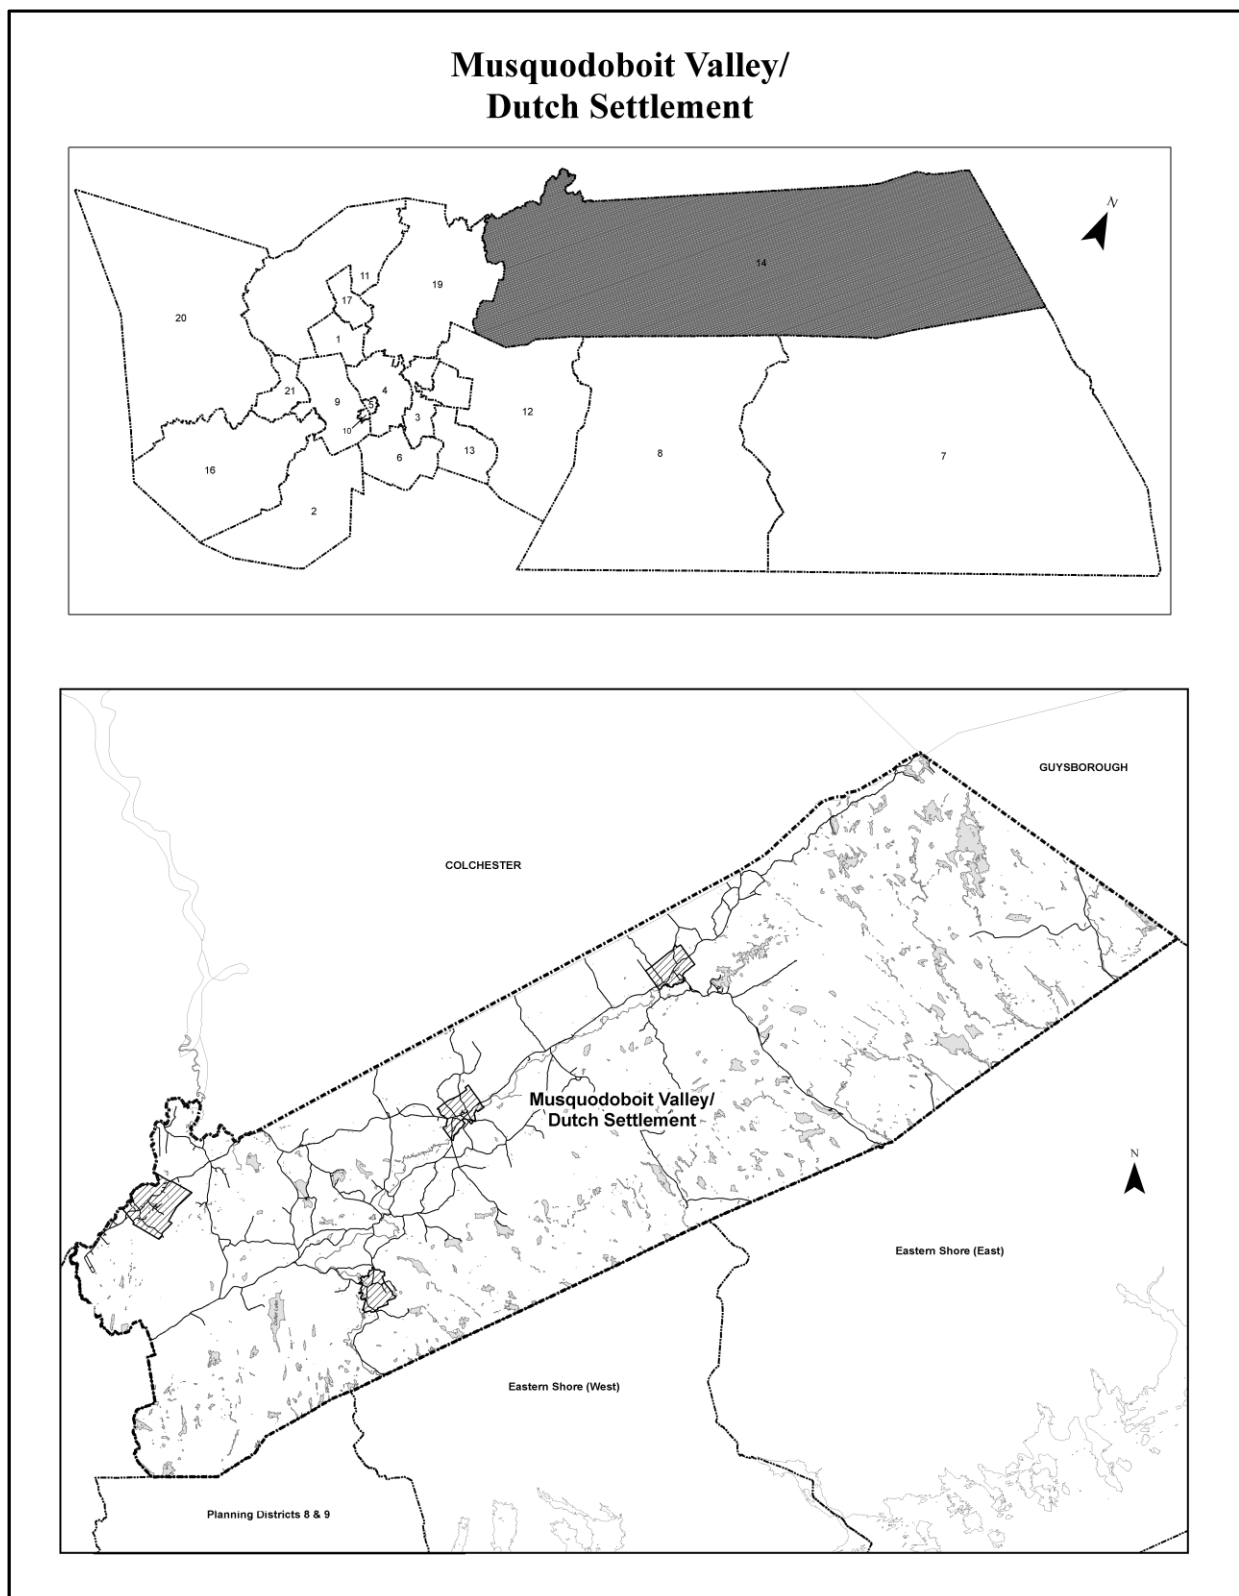 Musquodoboit Valley/
Dutch Settlement
N
14
11
19
20
17
1
21
4
9
5
12
3
10
13
6
8
7
16
2
GUYSBOROUGH
COLCHESTER
Musquodoboit Valley/
Dutch Settlement
N
Eastern Shore (East)
Eastern Shore (West)
Planning Districts 8 & 9